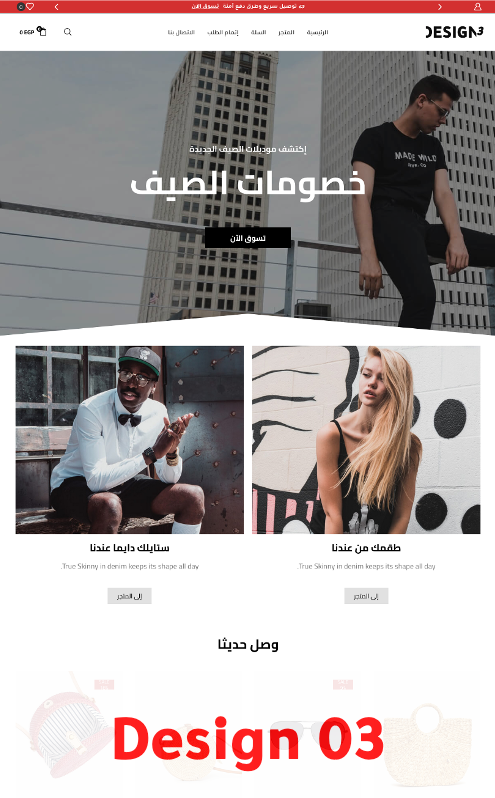 توصيل سريع وطرق دفع آمنة تسوق الآن
0
DESIGN3
الرئيسية المتجر السلة إتمام الطلب الاتصال بنا
0 EGP
إكتشف موديلات الصيف الجديدة
خصومات الصيف
تسوق الآن
MADE WILD
طقمك من عندنا
True Skinny in denim keeps its shape all day.
إلى المتجر
ستايلك دايما عندنا
True Skinny in denim keeps its shape all day.
إلى المتجر
وصل حديثا
Design 03